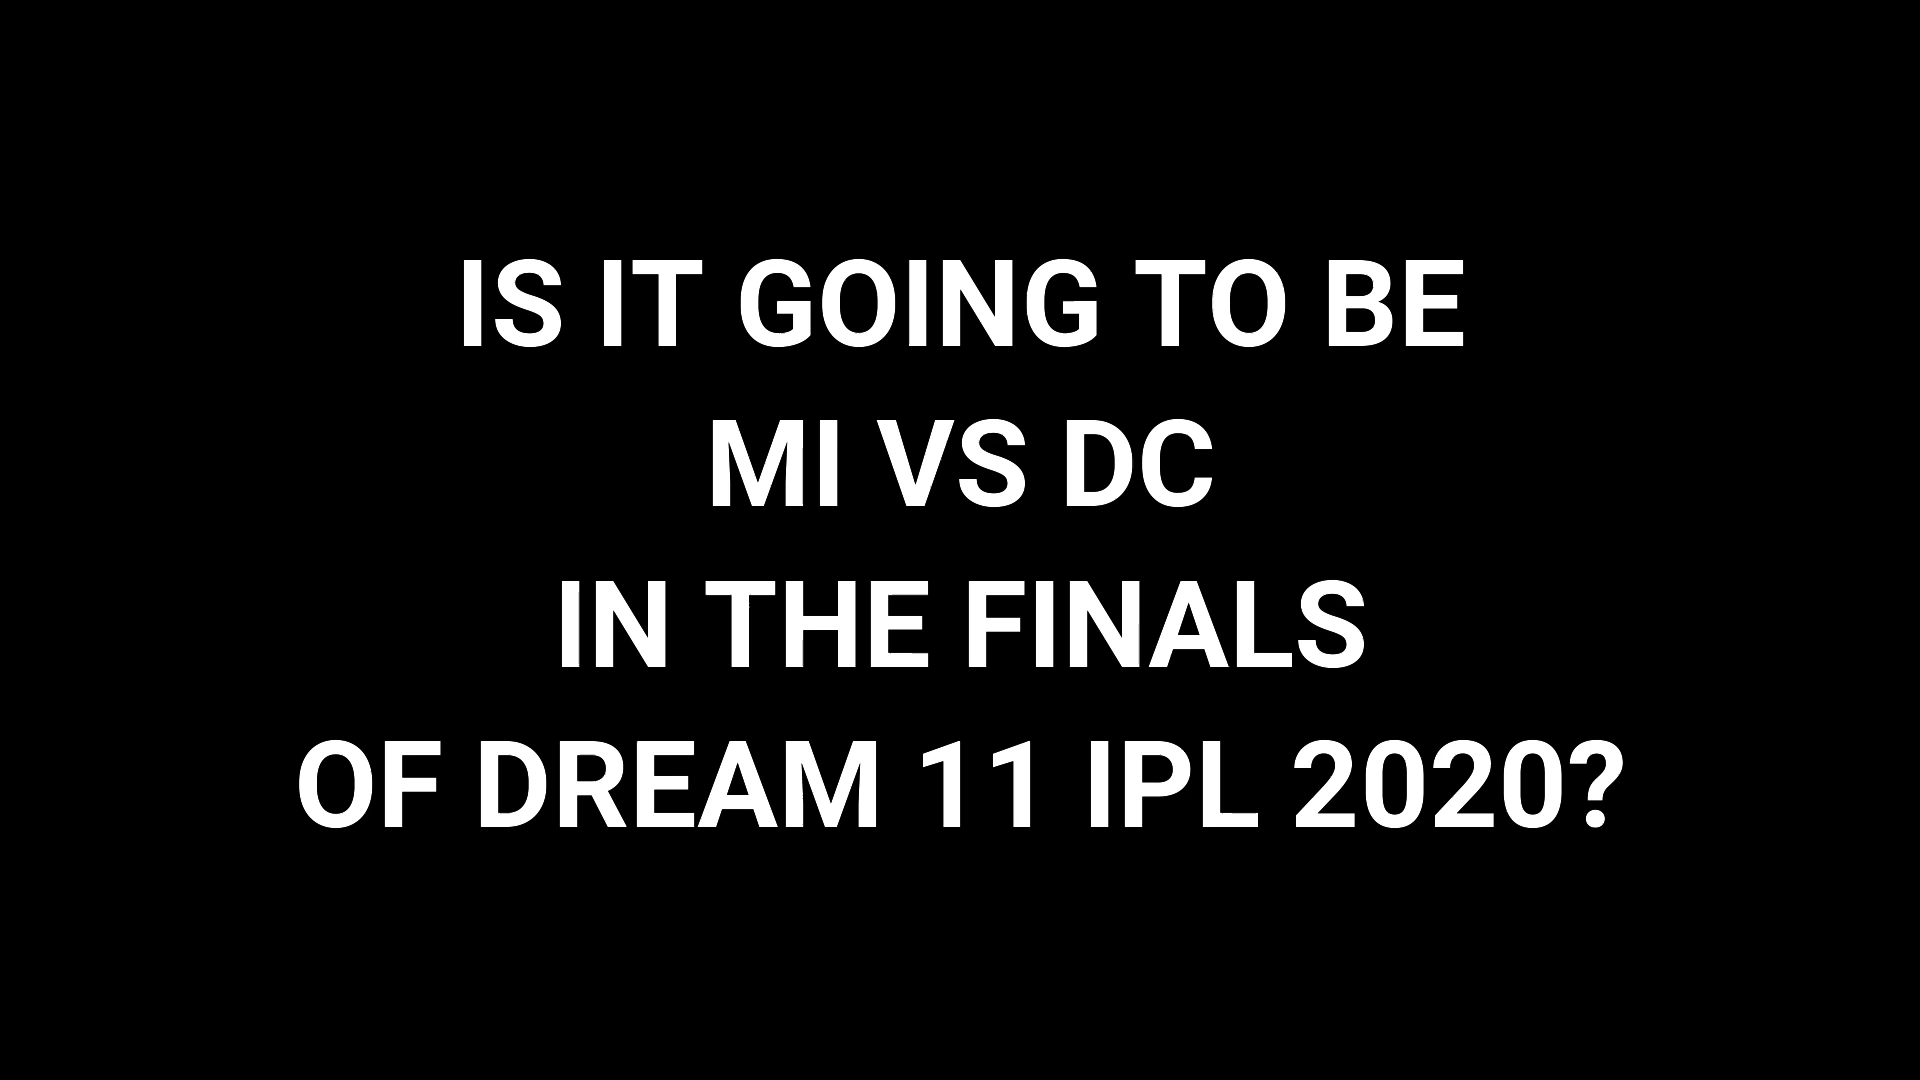 IS IT GOING TO BE
MI VS DC
IN THE FINALS
OF DREAM 11 IPL 2020?